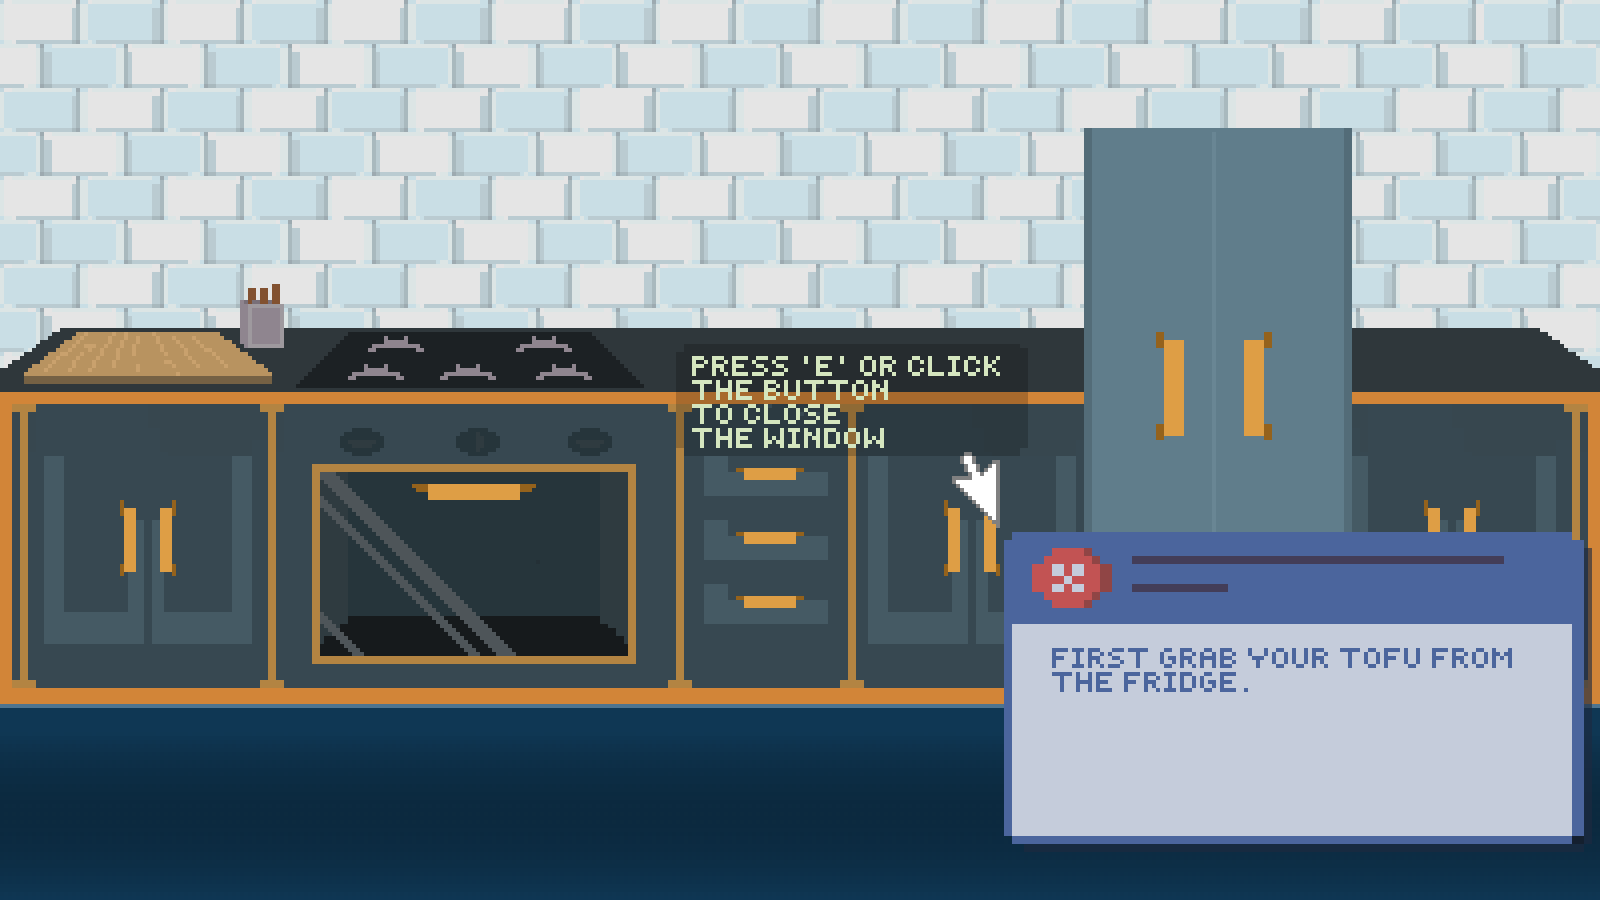 PRESS 'E' OR CLICK
THE BUTTON
TO CLOSE
THE WINDOW
FIRST GRAB YOUR TOFU FROM
THE FRIDGE.